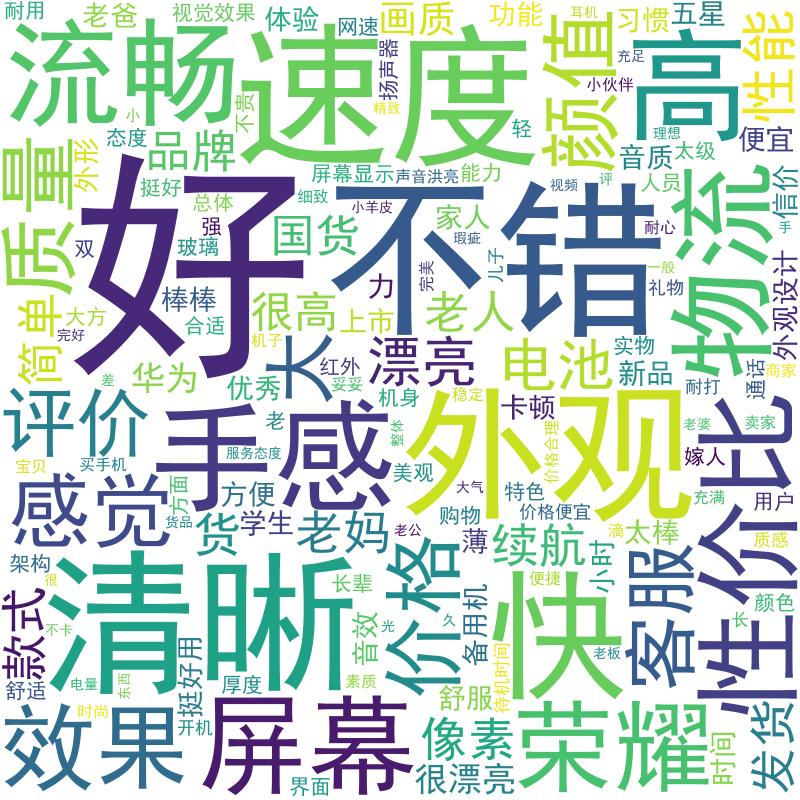 耐用
老爸
视觉效果
体验
网速
画质
功能
耳机
习惯
五星
流畅
速度
扬声器
颜值
充足
小伙伴
高
性能
小
不贵
精致
轻
理想
态度
品牌
音质
太级
便宜
质量
外形
挺好
屏幕显示
声音洪亮
能力
总体
细致
视频
评
人员
信价
好
不错
物流
强
小羊皮
家人
耐心
手
双
玻璃
国货
瑕疵
完美
儿子
一般
礼物
外观设计
简单
大方
棒棒
很高
力
上市
老人
完好
合适
机子
大
红外
漂亮
电池
实物
新品
耐打
通话
商家
华为
优秀
妥妥
机身
稳定
卡顿
差
评价
手感
老
外观
价格合理
老婆
性价比
卖家
宝贝
买手机
服务态度
整体
嫁人
感觉
方面
方便
美观
大气
特色
充满
用户
货品
货
学生
老妈
老公
购物
价格便宜
薄
续航
太棒
滴
质感
架构
很
清晰
长辈
价格
小时
客服
便捷
快
长
颜色
款式
不卡
音效
光
久
备用机
老板
舒适
电量
东西
挺好用
厚度
素质
舒服
待机时间
时尚
开机
效果
屏幕
像素
荣耀
时间
发货
界面
很漂亮